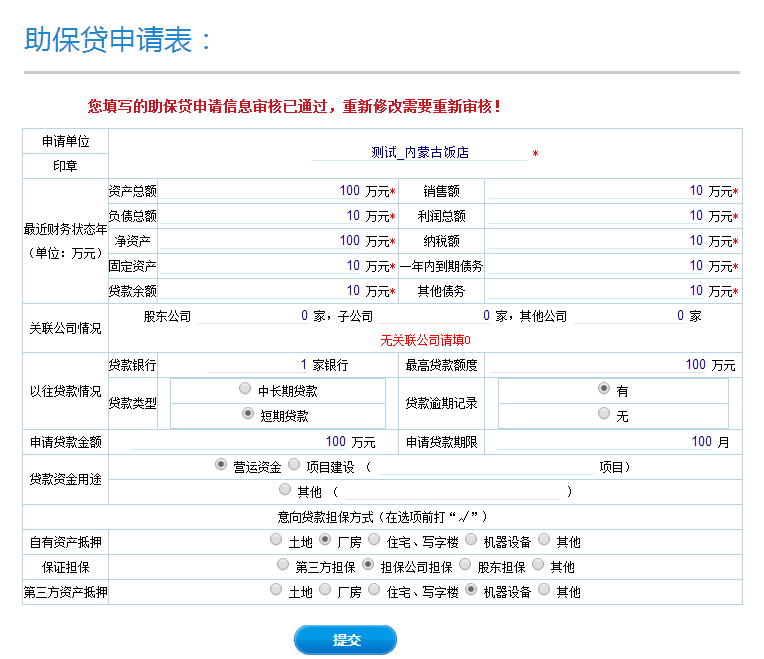 助保贷申请表：
您填写的助保贷申请信息审核已通过，重新修改需要重新审核！
申请单位
印章
测试_内蒙古饭店 *
最近财务状态年
（单位：万元）
资产总额 100 万元* 销售额 10 万元*
负债总额 10 万元* 利润总额 10 万元*
净资产 100 万元* 纳税额 10 万元*
固定资产 10 万元* 一年内到期债务 10 万元*
贷款余额 10 万元* 其他债务 10 万元*
关联公司情况
股东公司 0 家，子公司 0 家，其他公司 0 家
无关联公司请填0
以往贷款情况
贷款银行 1 家银行 最高贷款额度 100 万元
贷款类型
中长期贷款
短期贷款
贷款逾期记录
有
无
申请贷款金额 100 万元 申请贷款期限 100 月
贷款资金用途
营运资金 项目建设 （ 项目）
其他 （ ）
意向贷款担保方式（在选项前打“√”）
自有资产抵押 土地 厂房 住宅、写字楼 机器设备 其他
保证担保 第三方担保 担保公司担保 股东担保 其他
第三方资产抵押 土地 厂房 住宅、写字楼 机器设备 其他
提交